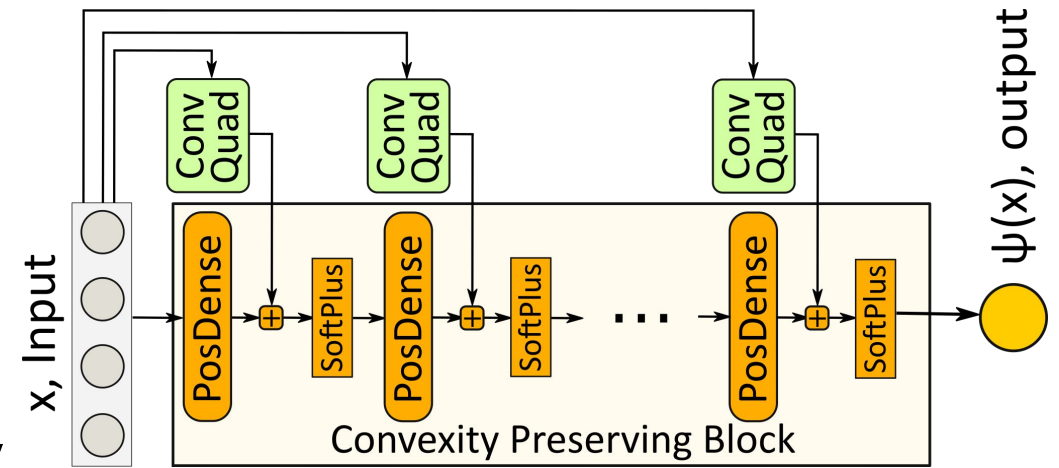 x, Input
Conv
Quad
Conv
Quad
Conv
Quad
PosDense
+
SoftPlus
PosDense
+
SoftPlus
...
PosDense
+
SoftPlus
Convexity Preserving Block
ψ(x), output